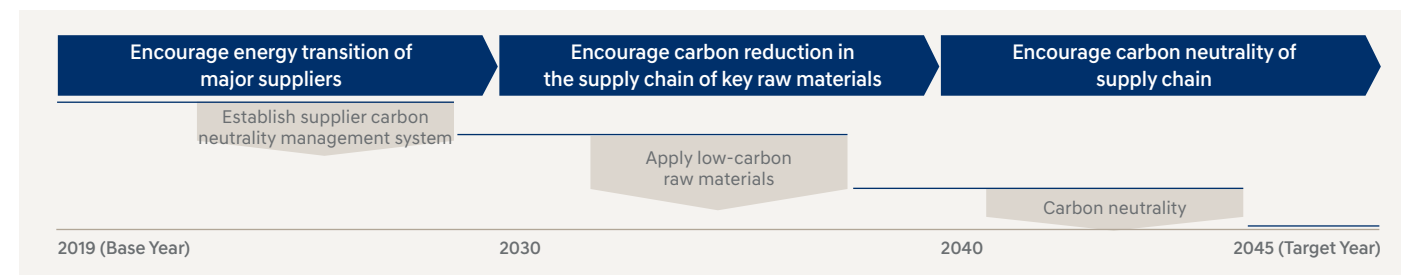 Encourage energy transition of
major suppliers
Encourage carbon reduction in
the supply chain of key raw materials
Encourage carbon neutrality of
supply chain
Establish supplier carbon
neutrality management system
Apply low-carbon
raw materials
Carbon neutrality
2019 (Base Year)
2030
2040
2045 (Target Year)